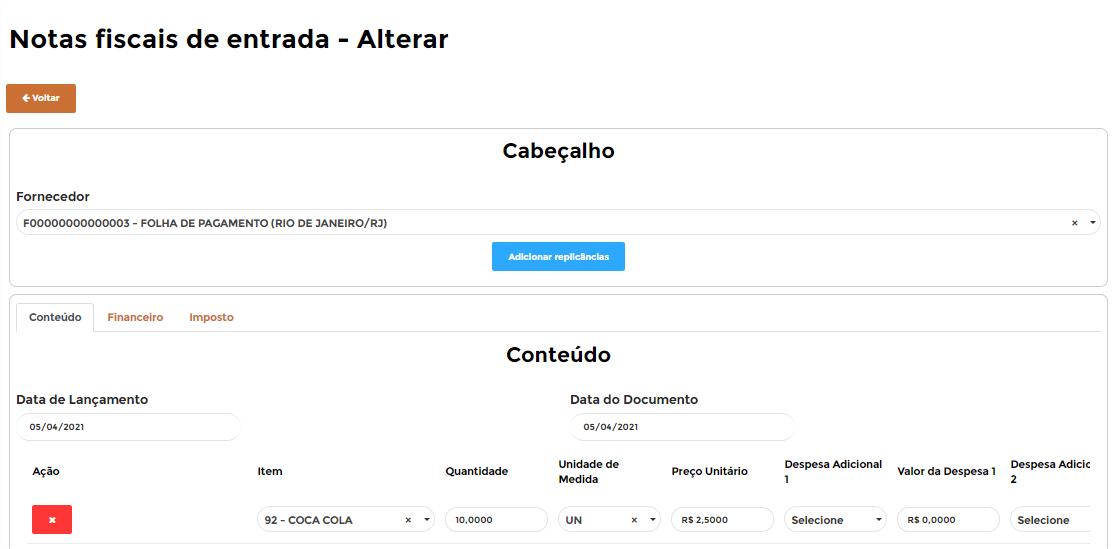 Notas fiscais de entrada - Alterar
Voltar
Cabeçalho
Fornecedor
F00000000000003 - FOLHA DE PAGAMENTO (RIO DE JANEIRO/RJ)
Adicionar replicâncias
Conteúdo Financeiro Imposto
Conteúdo
Data de Lançamento Data do Documento
05/04/2021 05/04/2021
Ação Item Quantidade Unidade de Medida Preço Unitário Despesa Adicional 1 Valor da Despesa 1 Despesa Adic 2
92 - COCA COLA 10,0000 UN R$ 2,5000 Selecione R$ 0,0000 Selecione